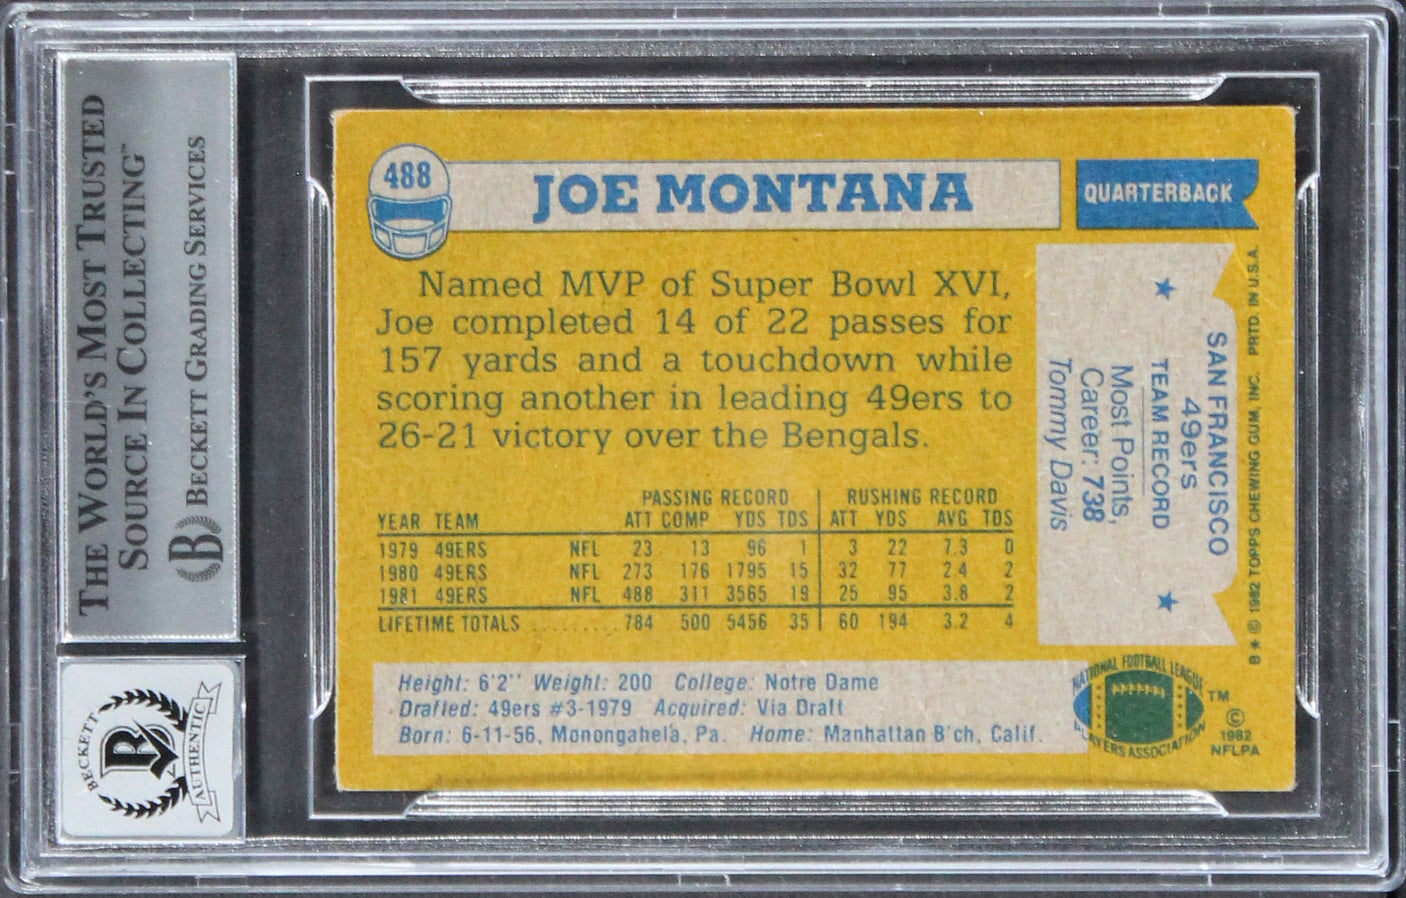 THE WORLD'S MOST TRUSTED
SOURCE IN COLLECTING™
BECKETT GRADING SERVICES
B
BECKETT
B
AUTHENTIC
488
JOE MONTANA
QUARTERBACK
Named MVP of Super Bowl XVI,
Joe completed 14 of 22 passes for
157 yards and a touchdown while
scoring another in leading 49ers to
26-21 victory over the Bengals.
PASSING RECORD RUSHING RECORD
YEAR TEAM ATT COMP YDS TDS ATT YDS AVG TDS
1979 49ERS NFL 23 13 96 1 3 22 7.3 0
1980 49ERS NFL 273 176 1795 15 32 77 2.4 2
1981 49ERS NFL 488 311 3565 19 25 95 3.8 2
LIFETIME TOTALS ......... 784 500 5456 35 60 194 3.2 4
Height: 6'2" Weight: 200 College: Notre Dame
Drafted: 49ers #3-1979 Acquired: Via Draft
Born: 6-11-56, Monongahela, Pa. Home: Manhattan B'ch, Calif.
SAN FRANCISCO
49ers
★ TEAM RECORD ★
Most Points,
Career: 738
Tommy Davis
B★ © 1982 TOPPS CHEWING GUM, INC. PRTD. IN U.S.A.
NATIONAL FOOTBALL LEAGUE
PLAYERS ASSOCIATION
TM
©
1982
NFLPA